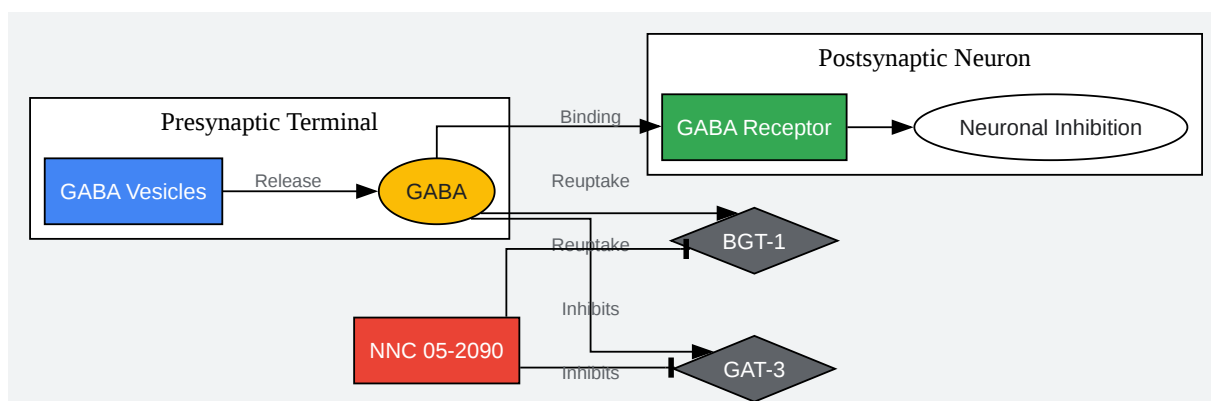 Postsynaptic Neuron
Binding
GABA Receptor
Neuronal Inhibition
Presynaptic Terminal
GABA Vesicles
Release
GABA
Reuptake
BGT-1
Reuptake
Inhibits
NNC 05-2090
GAT-3
Inhibits